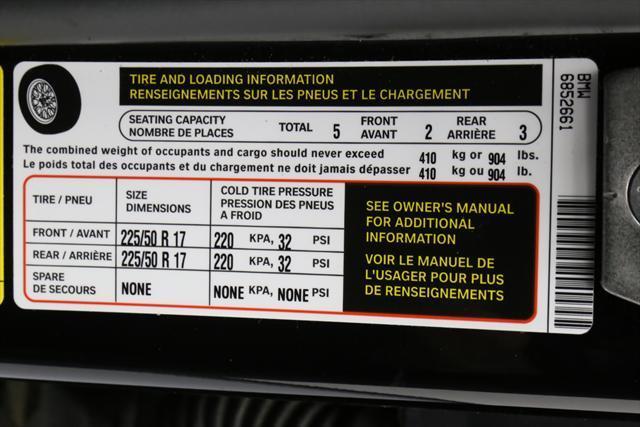 TIRE AND LOADING INFORMATION
RENSEIGNEMENTS SUR LES PNEUS ET LE CHARGEMENT
SEATING CAPACITY
NOMBRE DE PLACES
TOTAL 5
FRONT
AVANT 2
REAR
ARRIÈRE 3
The combined weight of occupants and cargo should never exceed 410 kg or 904 lbs.
Le poids total des occupants et du chargement ne doit jamais dépasser 410 kg ou 904 lb.
TIRE / PNEU
SIZE
DIMENSIONS
COLD TIRE PRESSURE
PRESSION DES PNEUS
A FROID
FRONT / AVANT 225/50 R 17 220 KPA, 32 PSI
REAR / ARRIÈRE 225/50 R 17 220 KPA, 32 PSI
SPARE
DE SECOURS NONE NONE KPA, NONE PSI
SEE OWNER'S MANUAL
FOR ADDITIONAL
INFORMATION
VOIR LE MANUEL DE
L'USAGER POUR PLUS
DE RENSEIGNEMENTS
BMW
6852661